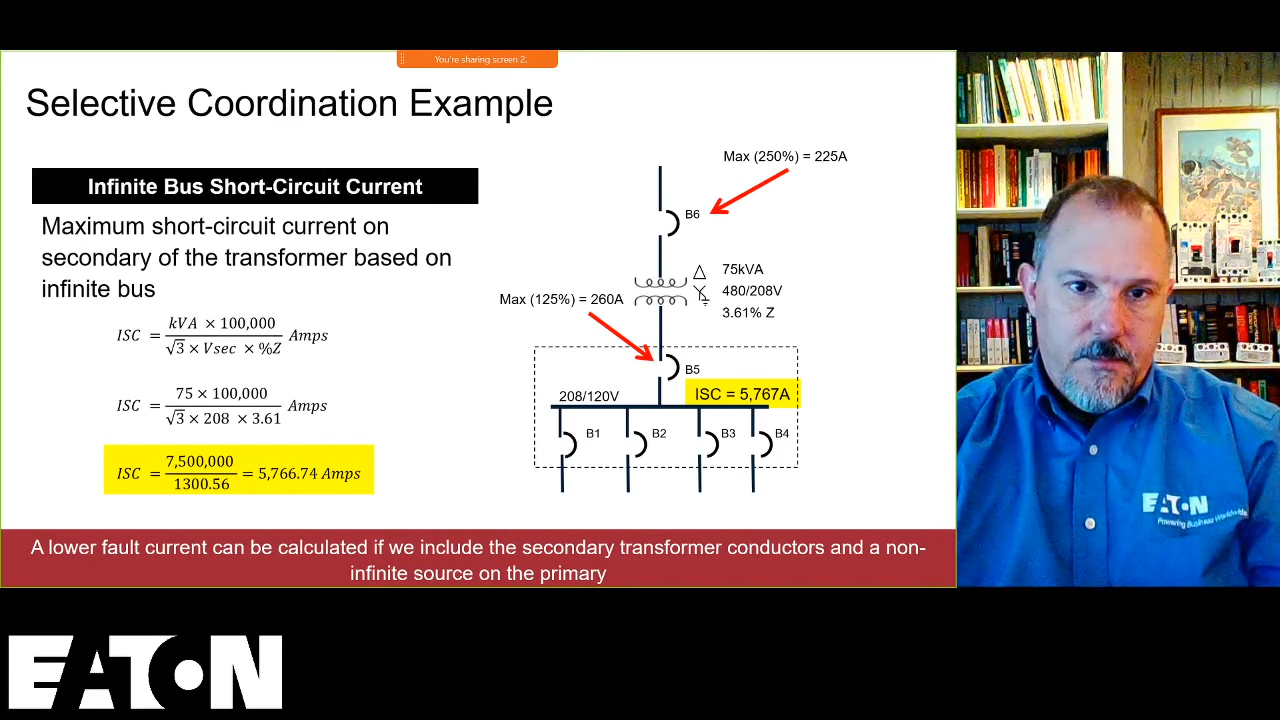 You're sharing screen 2.
Selective Coordination Example
Infinite Bus Short-Circuit Current
Maximum short-circuit current on
secondary of the transformer based on
infinite bus
ISC = kVA × 100,000 / √3 × Vsec × %Z Amps
ISC = 75 × 100,000 / √3 × 208 × 3.61 Amps
ISC = 7,500,000 / 1300.56 = 5,766.74 Amps
Max (250%) = 225A
B6
75kVA
480/208V
3.61% Z
Max (125%) = 260A
B5
208/120V
ISC = 5,767A
B1
B2
B3
B4
A lower fault current can be calculated if we include the secondary transformer conductors and a non-
infinite source on the primary
EATON
Powering Business Worldwide
EATON